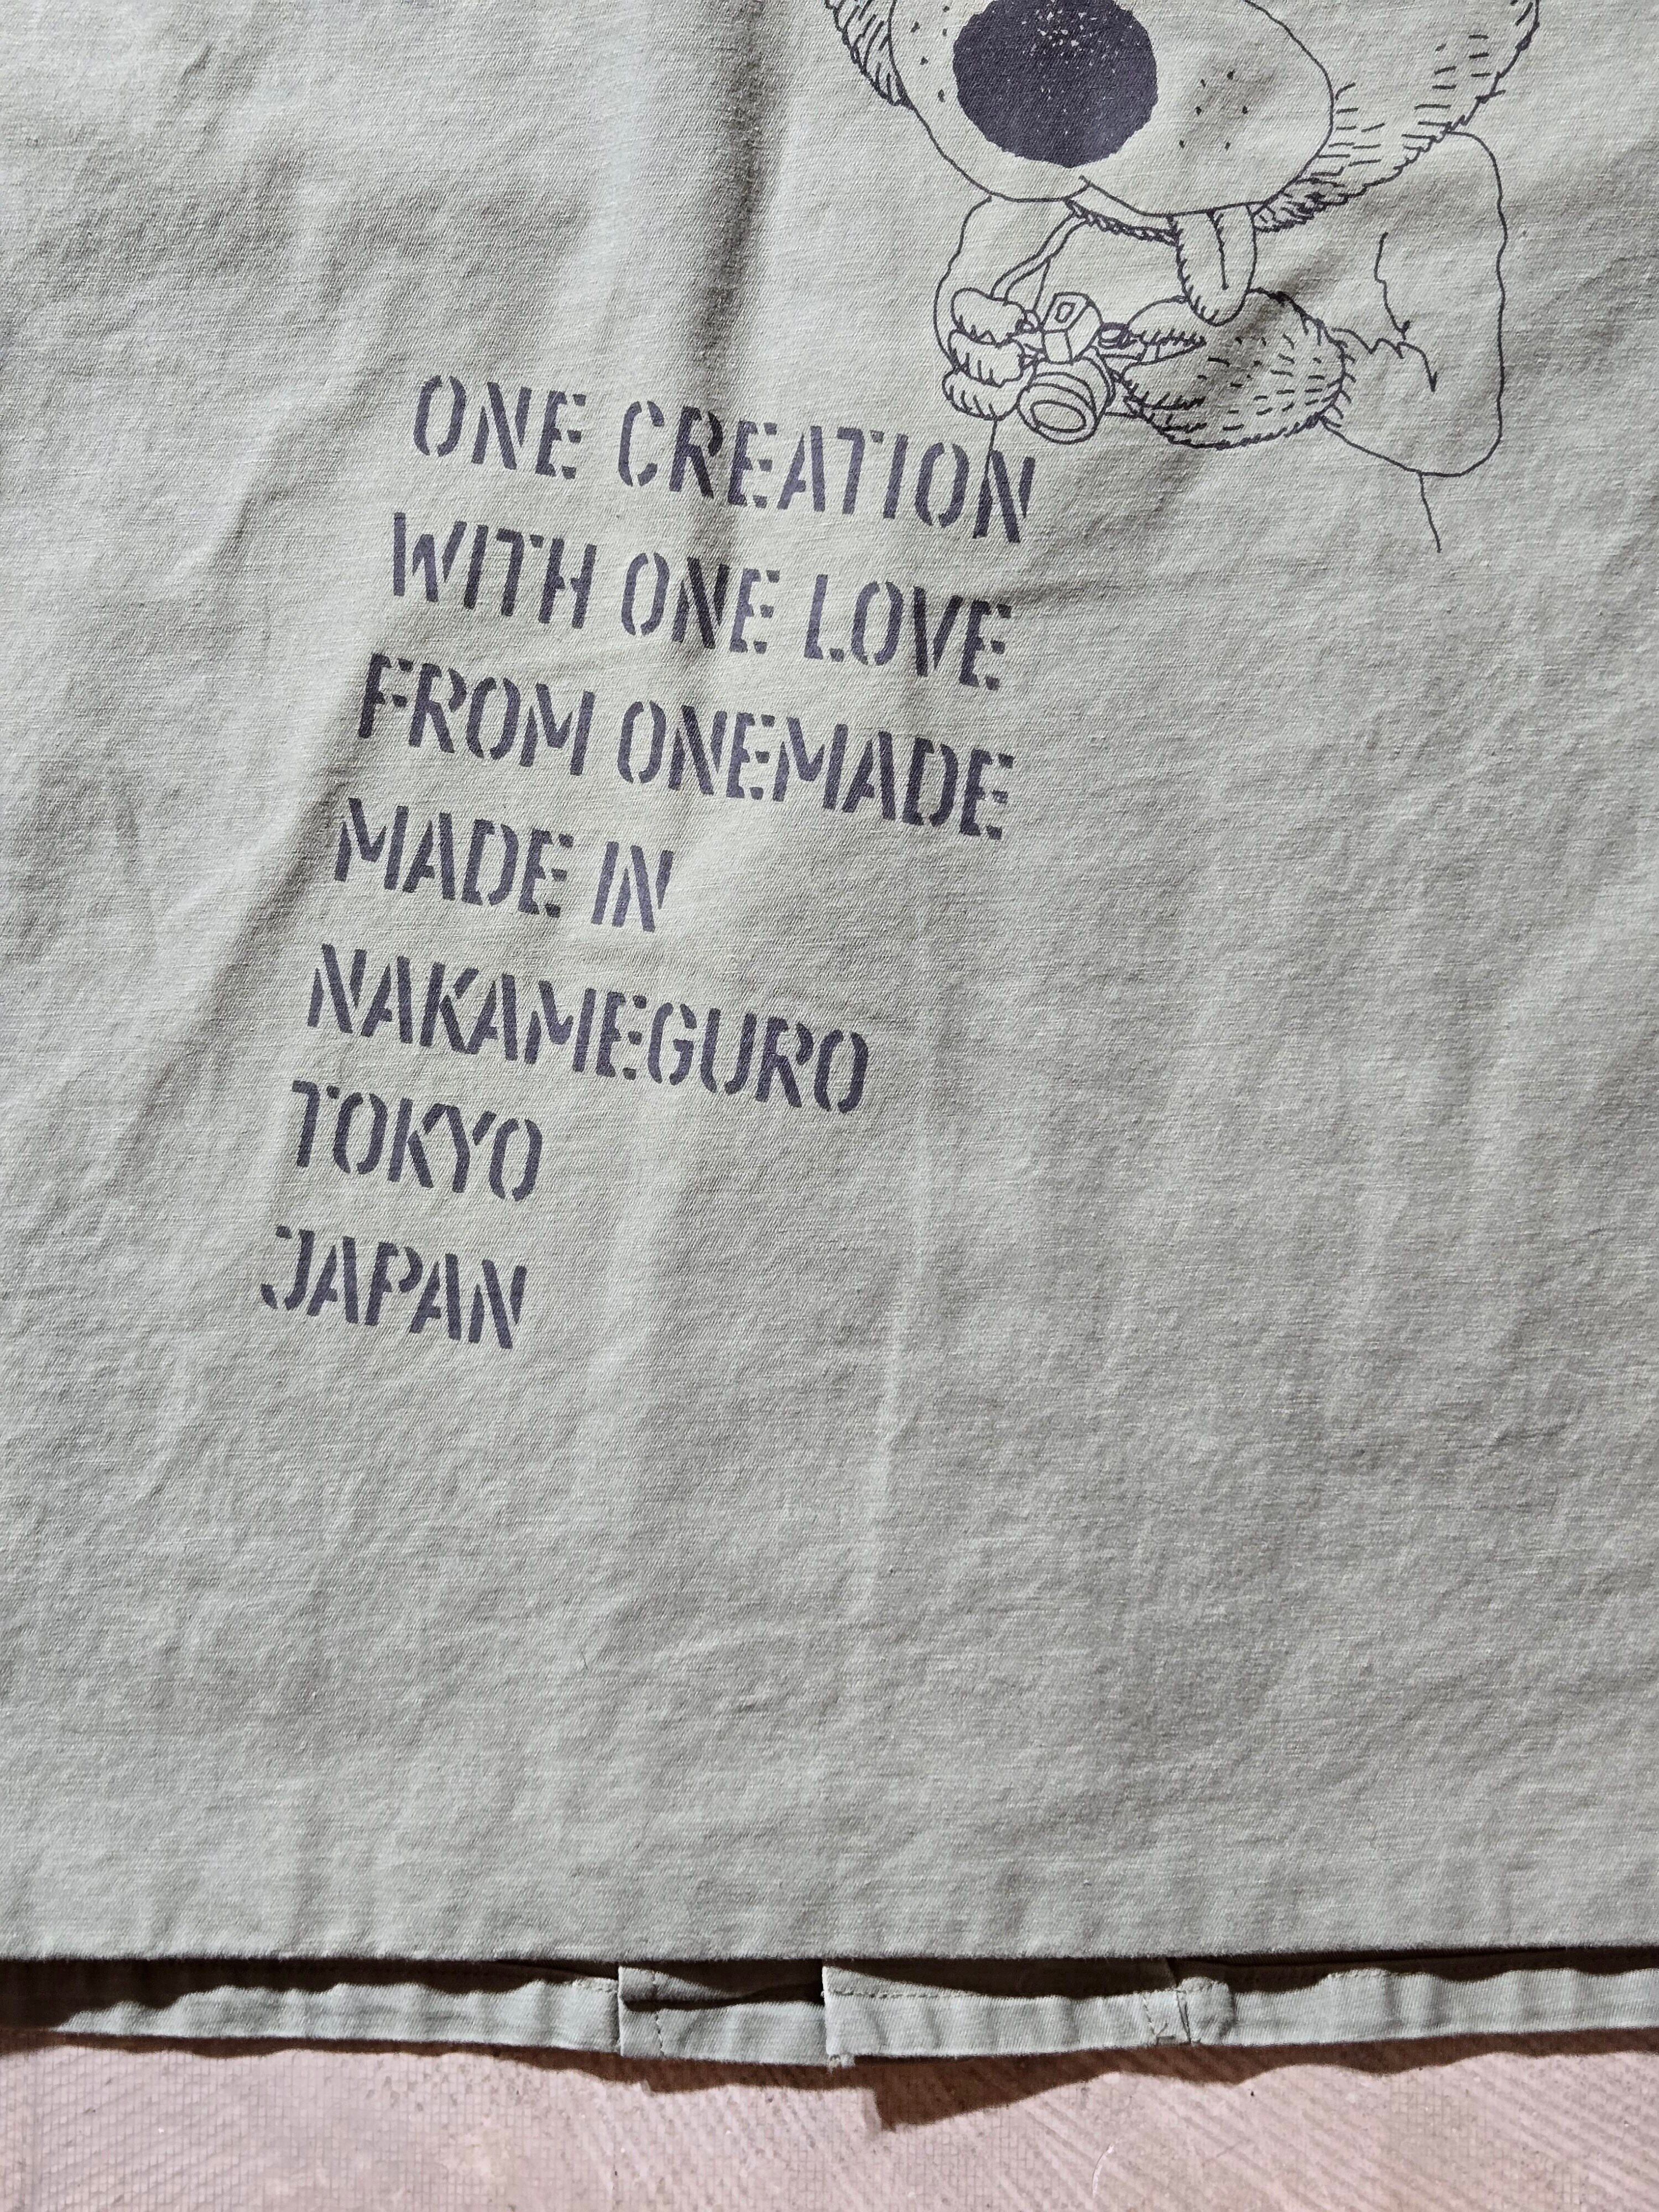 ONE CREATION
WITH ONE LOVE
FROM ONEMADE
MADE IN
NAKAMEGURO
TOKYO
JAPAN